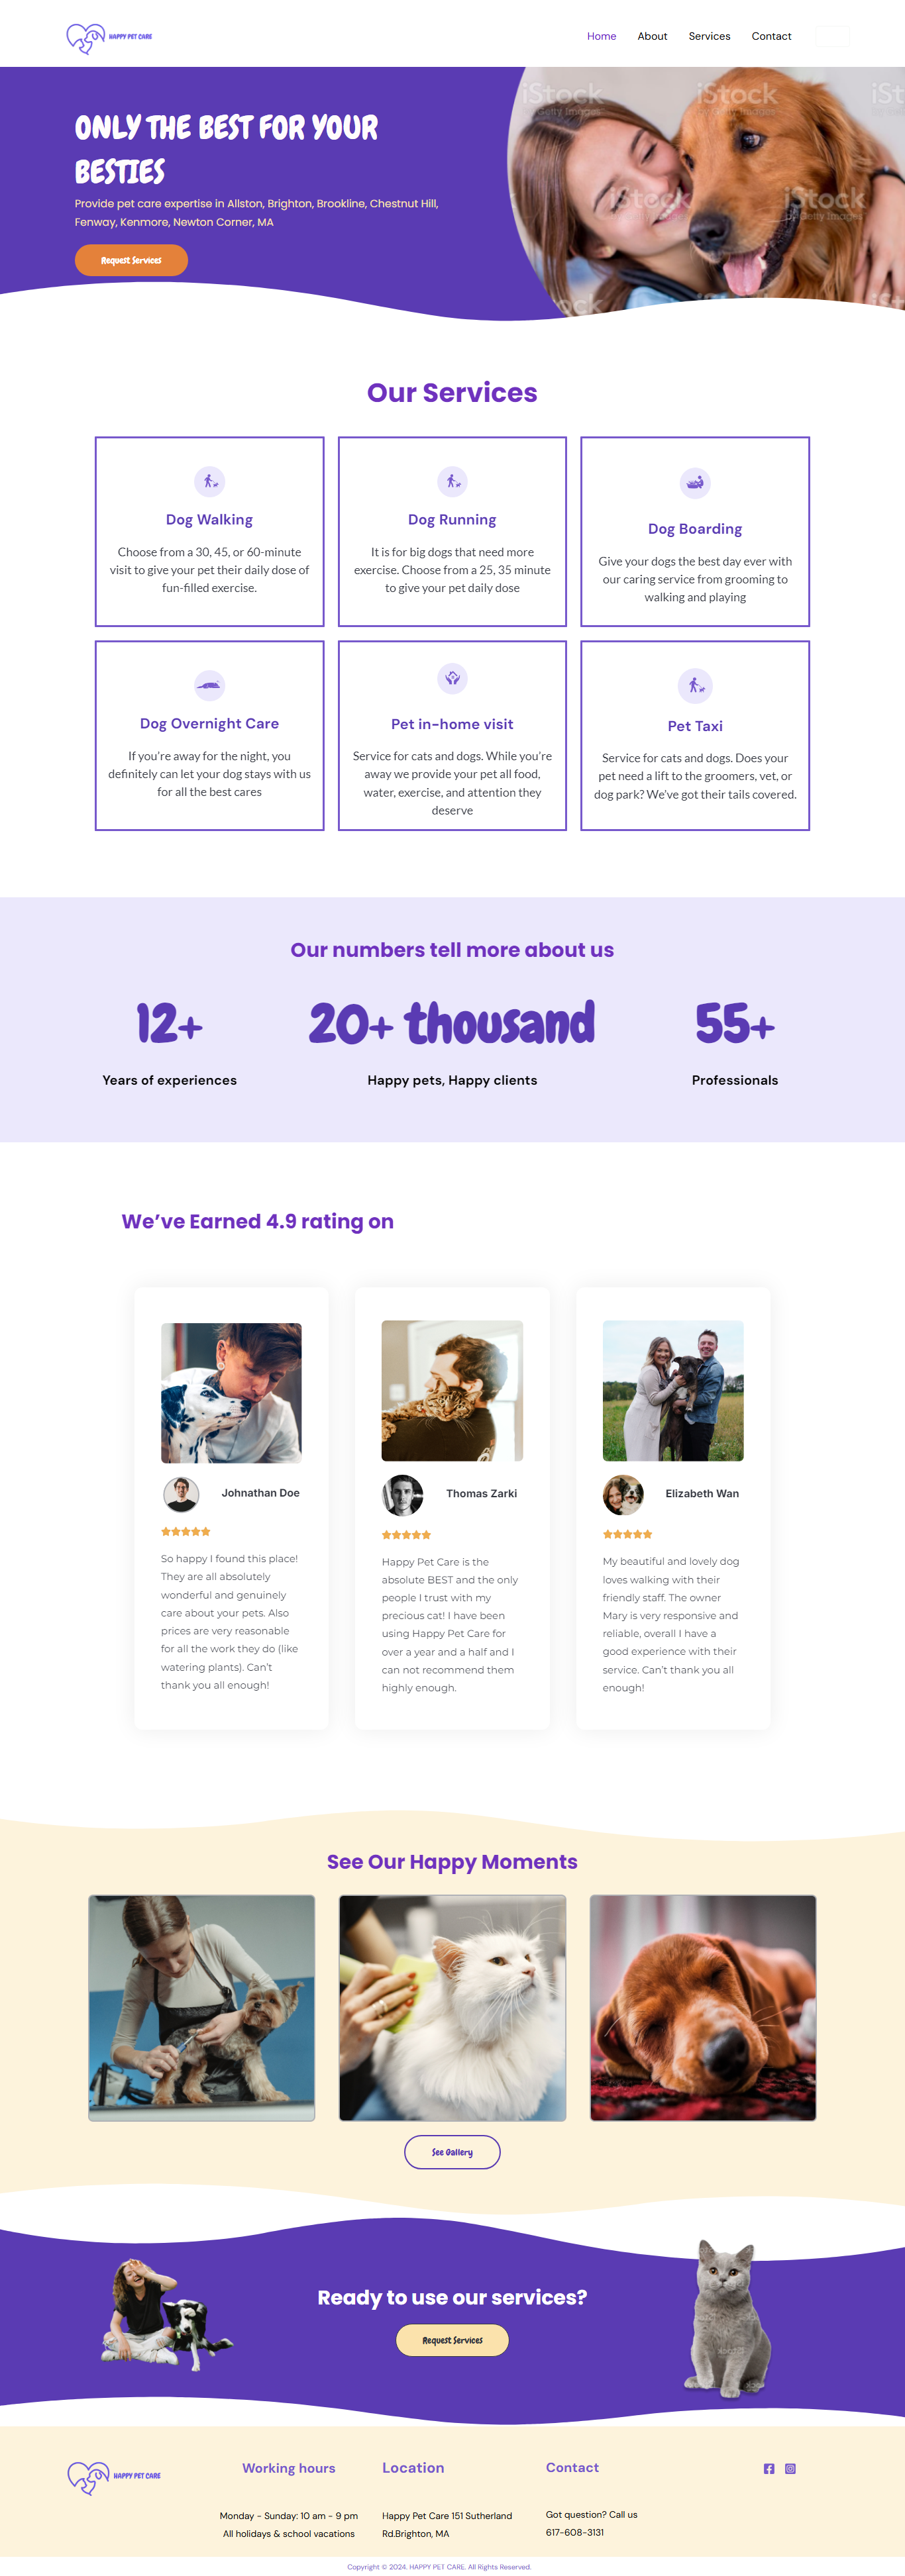 HAPPY PET CARE
Home
About
Services
Contact
ONLY THE BEST FOR YOUR
BESTIES
Provide pet care expertise in Allston, Brighton, Brookline, Chestnut Hill,
Fenway, Kenmore, Newton Corner, MA
Request Services
iStock
Getty Images
iStock
Getty Images
iSt
iStock
Getty Images
iStock
Getty Images
Our Services
Dog Walking
Choose from a 30, 45, or 60-minute
visit to give your pet their daily dose of
fun-filled exercise.
Dog Running
It is for big dogs that need more
exercise. Choose from a 25, 35 minute
to give your pet daily dose
Dog Boarding
Give your dogs the best day ever with
our caring service from grooming to
walking and playing
Dog Overnight Care
If you're away for the night, you
definitely can let your dog stays with us
for all the best cares
Pet in-home visit
Service for cats and dogs. While you're
away we provide your pet all food,
water, exercise, and attention they
deserve
Pet Taxi
Service for cats and dogs. Does your
pet need a lift to the groomers, vet, or
dog park? We've got their tails covered.
Our numbers tell more about us
12+
Years of experiences
20+ thousand
Happy pets, Happy clients
55+
Professionals
We've Earned 4.9 rating on
Johnathan Doe
So happy I found this place!
They are all absolutely
wonderful and genuinely
care about your pets. Also
prices are very reasonable
for all the work they do (like
watering plants). Can't
thank you all enough!
Thomas Zarki
Happy Pet Care is the
absolute BEST and the only
people I trust with my
precious cat! I have been
using Happy Pet Care for
over a year and a half and I
can not recommend them
highly enough.
Elizabeth Wan
My beautiful and lovely dog
loves walking with their
friendly staff. The owner
Mary is very responsive and
reliable, overall I have a
good experience with their
service. Can't thank you all
enough!
See Our Happy Moments
See Gallery
Ready to use our services?
Request Services
HAPPY PET CARE
Working hours
Monday - Sunday: 10 am - 9 pm
All holidays & school vacations
Location
Happy Pet Care 151 Sutherland
Rd.Brighton, MA
Contact
Got question? Call us
617-608-3131
Copyright © 2024. HAPPY PET CARE. All Rights Reserved.